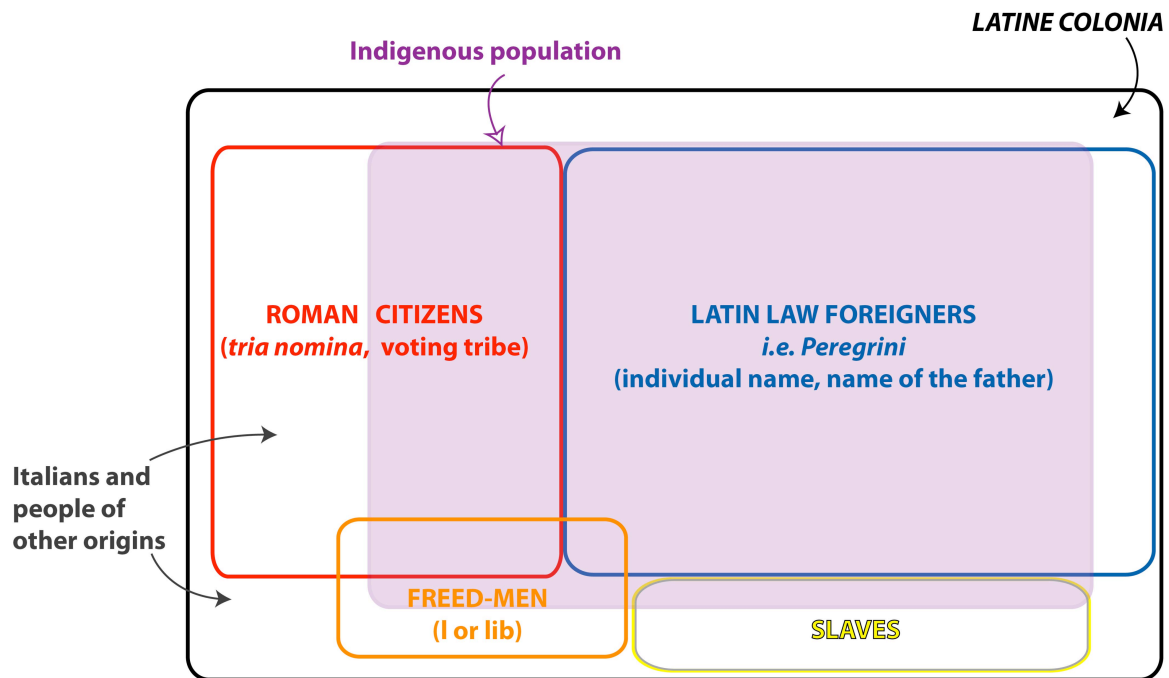 LATINE COLONIA
Indigenous population
ROMAN CITIZENS
(tria nomina, voting tribe)
LATIN LAW FOREIGNERS
i.e. Peregrini
(individual name, name of the father)
Italians and
people of
other origins
FREED-MEN
(l or lib)
SLAVES